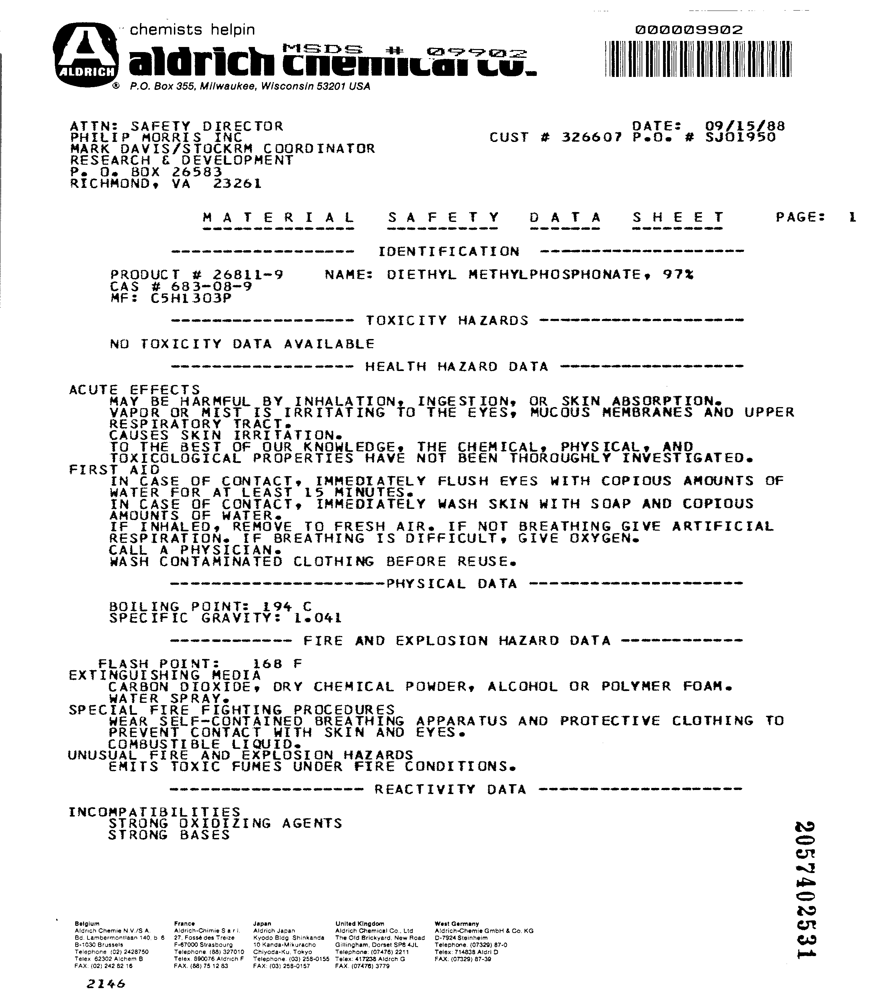 chemists helpin
000009902
MSDS # 09902
ALDRICH
aldrich chemical co.
® P.O. Box 355, Milwaukee, Wisconsin 53201 USA
ATTN: SAFETY DIRECTOR
DATE: 09/15/88
PHILIP MORRIS INC
CUST # 326607 P.O. # SJ01950
MARK DAVIS/STOCKRM COORDINATOR
RESEARCH & DEVELOPMENT
P. O. BOX 26583
RICHMOND, VA 23261
M A T E R I A L S A F E T Y D A T A S H E E T PAGE: 1
------------------ IDENTIFICATION --------------------
PRODUCT # 26811-9 NAME: DIETHYL METHYLPHOSPHONATE, 97%
CAS # 683-08-9
MF: C5H13O3P
------------------ TOXICITY HAZARDS --------------------
NO TOXICITY DATA AVAILABLE
------------------ HEALTH HAZARD DATA ------------------
ACUTE EFFECTS
MAY BE HARMFUL BY INHALATION, INGESTION, OR SKIN ABSORPTION.
VAPOR OR MIST IS IRRITATING TO THE EYES, MUCOUS MEMBRANES AND UPPER
RESPIRATORY TRACT.
CAUSES SKIN IRRITATION.
TO THE BEST OF OUR KNOWLEDGE, THE CHEMICAL, PHYSICAL, AND
TOXICOLOGICAL PROPERTIES HAVE NOT BEEN THOROUGHLY INVESTIGATED.
FIRST AID
IN CASE OF CONTACT, IMMEDIATELY FLUSH EYES WITH COPIOUS AMOUNTS OF
WATER FOR AT LEAST 15 MINUTES.
IN CASE OF CONTACT, IMMEDIATELY WASH SKIN WITH SOAP AND COPIOUS
AMOUNTS OF WATER.
IF INHALED, REMOVE TO FRESH AIR. IF NOT BREATHING GIVE ARTIFICIAL
RESPIRATION. IF BREATHING IS DIFFICULT, GIVE OXYGEN.
CALL A PHYSICIAN.
WASH CONTAMINATED CLOTHING BEFORE REUSE.
---------------------PHYSICAL DATA ---------------------
BOILING POINT: 194 C
SPECIFIC GRAVITY: 1.041
------------ FIRE AND EXPLOSION HAZARD DATA ------------
FLASH POINT: 168 F
EXTINGUISHING MEDIA
CARBON DIOXIDE, DRY CHEMICAL POWDER, ALCOHOL OR POLYMER FOAM.
WATER SPRAY.
SPECIAL FIRE FIGHTING PROCEDURES
WEAR SELF-CONTAINED BREATHING APPARATUS AND PROTECTIVE CLOTHING TO
PREVENT CONTACT WITH SKIN AND EYES.
COMBUSTIBLE LIQUID.
UNUSUAL FIRE AND EXPLOSION HAZARDS
EMITS TOXIC FUMES UNDER FIRE CONDITIONS.
------------------- REACTIVITY DATA --------------------
INCOMPATIBILITIES
STRONG OXIDIZING AGENTS
STRONG BASES
2057402531
Belgium
Aldrich Chemie N.V./S.A.
Bd. Lambermontlaan 140, b. 6
B-1030 Brussels
Telephone: (02) 2428750
Telex: 62302 Alchem B
FAX: (02) 242 82 16
France
Aldrich-Chimie S.a.r.l.
27, Fossé des Treize
F-67000 Strasbourg
Telephone: (88) 327010
Telex: 890076 Aldrich F
FAX: (88) 75 12 83
Japan
Aldrich Japan
Kyodo Bldg. Shinkanda
10 Kanda-Mikuracho
Chiyoda-Ku, Tokyo
Telephone: (03) 258-0155
FAX: (03) 258-0157
United Kingdom
Aldrich Chemical Co., Ltd.
The Old Brickyard, New Road
Gillingham, Dorset SP8 4JL
Telephone: (07476) 2211
Telex: 417238 Aldrch G
FAX: (07476) 3779
West Germany
Aldrich-Chemie GmbH & Co. KG
D-7924 Steinheim
Telephone: (07329) 87-0
Telex: 714838 Aldri D
FAX: (07329) 87-39
2146